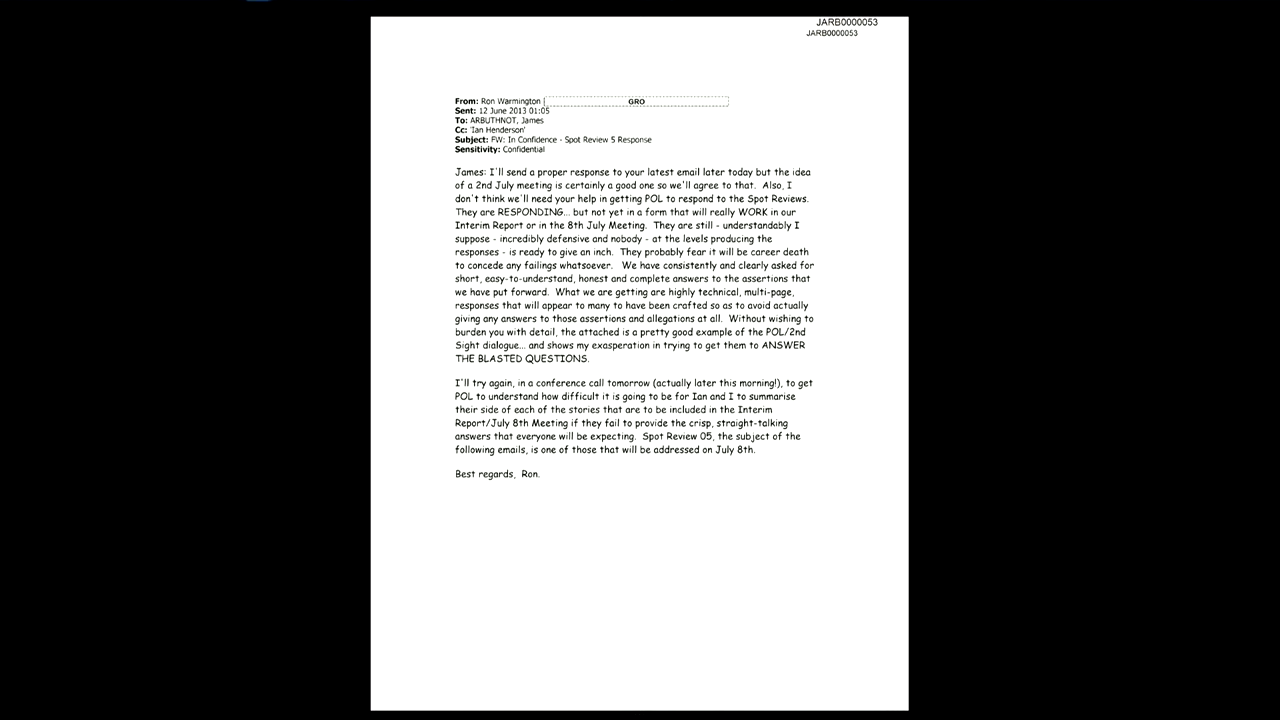 JARB0000053
JARB0000053
From: Ron Warmington GRO
Sent: 12 June 2013 01:05
To: ARBUTHNOT, James
Cc: 'Ian Henderson'
Subject: FW: In Confidence - Spot Review 5 Response
Sensitivity: Confidential
James: I'll send a proper response to your latest email later today but the idea
of a 2nd July meeting is certainly a good one so we'll agree to that. Also, I
don't think we'll need your help in getting POL to respond to the Spot Reviews.
They are RESPONDING... but not yet in a form that will really WORK in our
Interim Report or in the 8th July Meeting. They are still - understandably I
suppose - incredibly defensive and nobody - at the levels producing the
responses - is ready to give an inch. They probably fear it will be career death
to concede any failings whatsoever. We have consistently and clearly asked for
short, easy-to-understand, honest and complete answers to the assertions that
we have put forward. What we are getting are highly technical, multi-page,
responses that will appear to many to have been crafted so as to avoid actually
giving any answers to those assertions and allegations at all. Without wishing to
burden you with detail, the attached is a pretty good example of the POL/2nd
Sight dialogue... and shows my exasperation in trying to get them to ANSWER
THE BLASTED QUESTIONS.
I'll try again, in a conference call tomorrow (actually later this morning!), to get
POL to understand how difficult it is going to be for Ian and I to summarise
their side of each of the stories that are to be included in the Interim
Report/July 8th Meeting if they fail to provide the crisp, straight-talking
answers that everyone will be expecting. Spot Review 05, the subject of the
following emails, is one of those that will be addressed on July 8th.
Best regards, Ron.